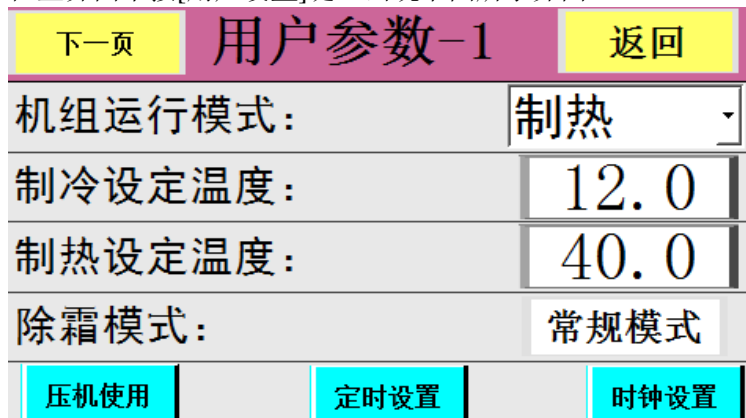 下一页 用户参数-1 返回
机组运行模式: 制热
制冷设定温度: 12.0
制热设定温度: 40.0
除霜模式: 常规模式
压机使用 定时设置 时钟设置